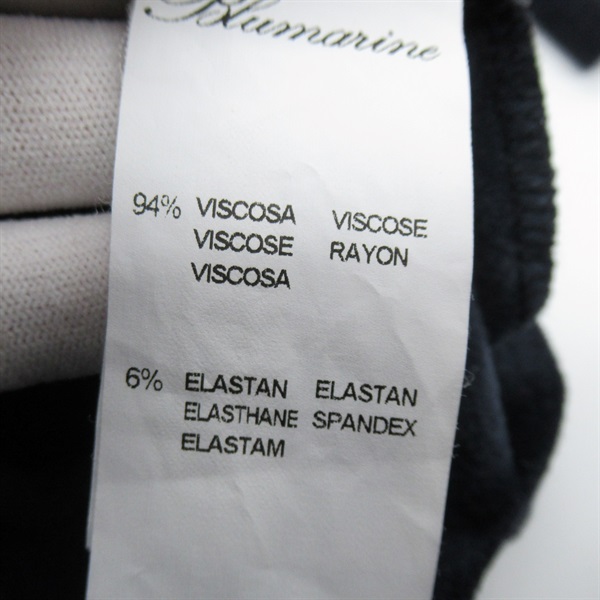 Blumarine
94% VISCOSA VISCOSE
VISCOSE RAYON
VISCOSA
6% ELASTAN ELASTAN
ELASTHANE SPANDEX
ELASTAM